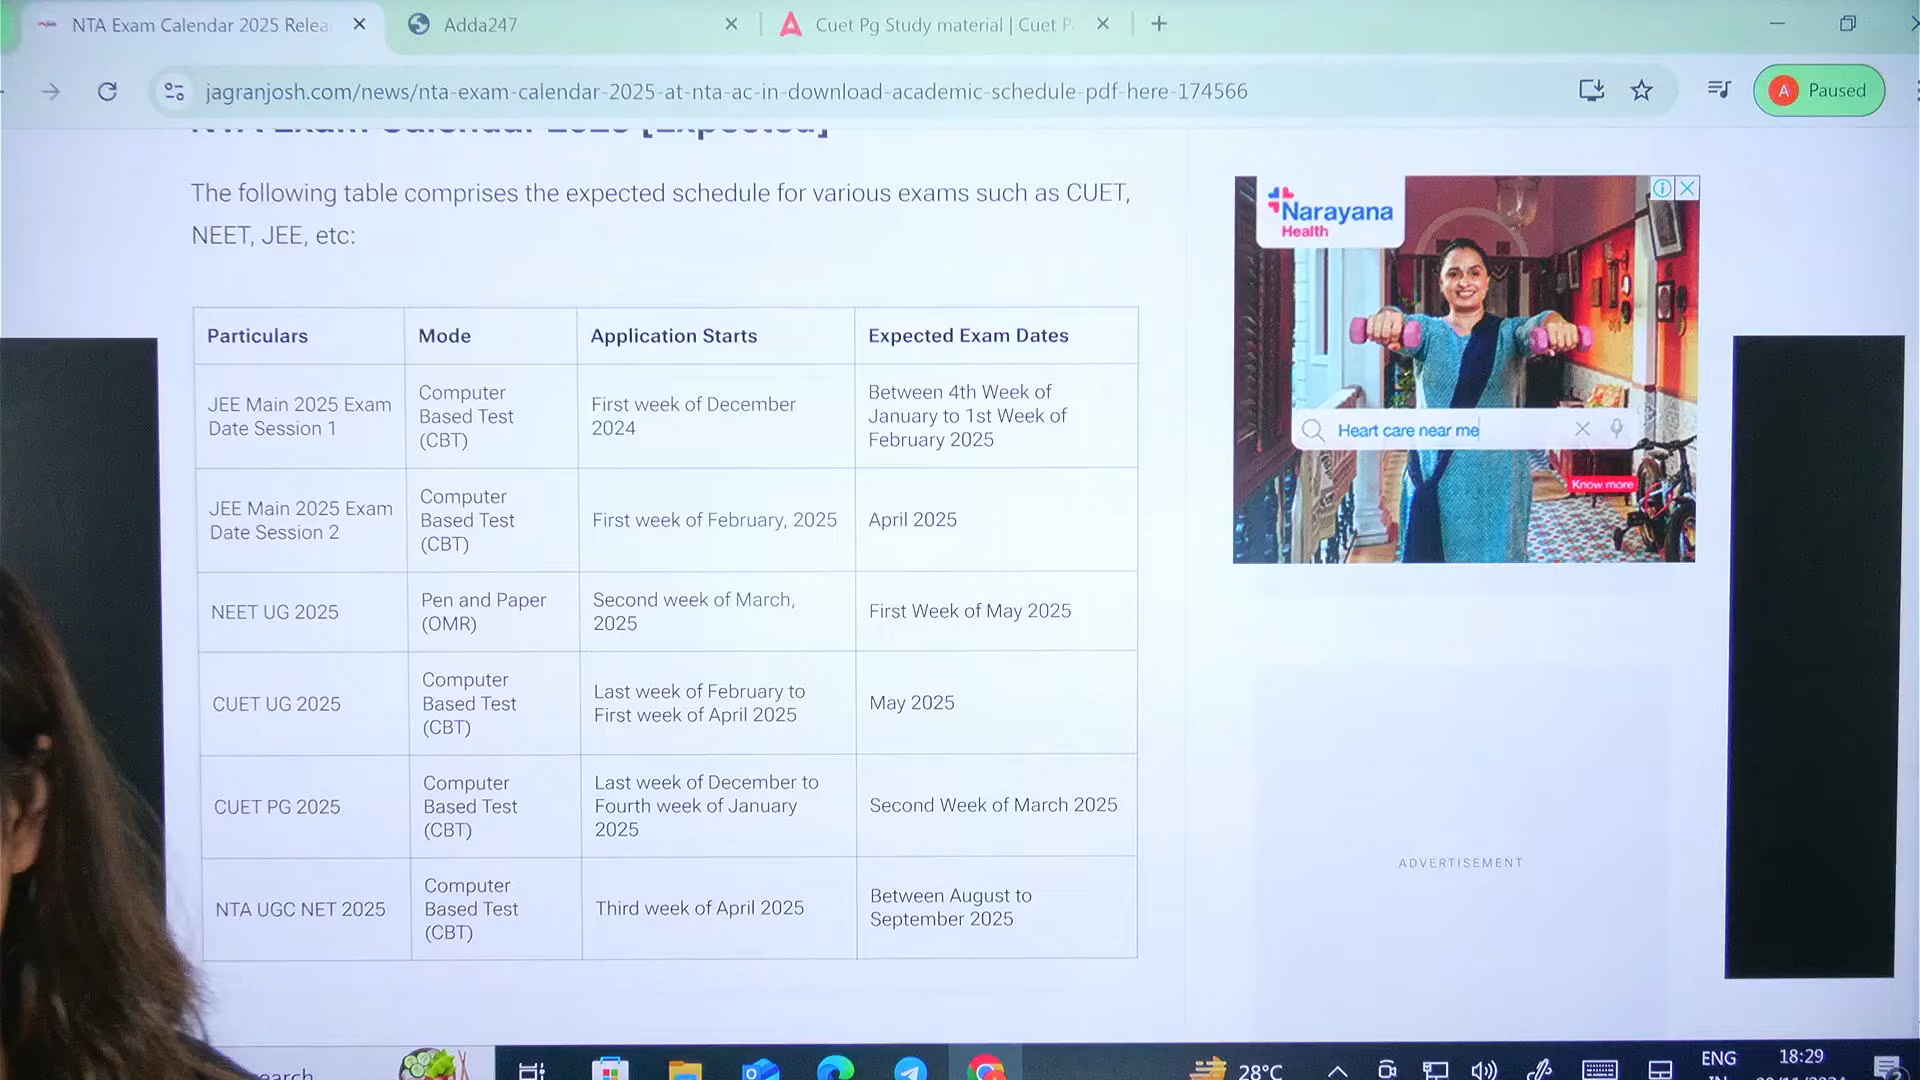 NTA Exam Calendar 2025 Relea
Adda247
Cuet Pg Study material | Cuet P
jagranjosh.com/news/nta-exam-calendar-2025-at-nta-ac-in-download-academic-schedule-pdf-here-174566
A Paused
NTA Exam Calendar 2025 [Expected]
The following table comprises the expected schedule for various exams such as CUET,
NEET, JEE, etc:
Particulars Mode Application Starts Expected Exam Dates
JEE Main 2025 Exam
Date Session 1
Computer
Based Test
(CBT)
First week of December
2024
Between 4th Week of
January to 1st Week of
February 2025
JEE Main 2025 Exam
Date Session 2
Computer
Based Test
(CBT)
First week of February, 2025
April 2025
NEET UG 2025
Pen and Paper
(OMR)
Second week of March,
2025
First Week of May 2025
CUET UG 2025
Computer
Based Test
(CBT)
Last week of February to
First week of April 2025
May 2025
CUET PG 2025
Computer
Based Test
(CBT)
Last week of December to
Fourth week of January
2025
Second Week of March 2025
NTA UGC NET 2025
Computer
Based Test
(CBT)
Third week of April 2025
Between August to
September 2025
Narayana
Health
Heart care near me
Know more
ADVERTISEMENT
28°C
ENG
18:29